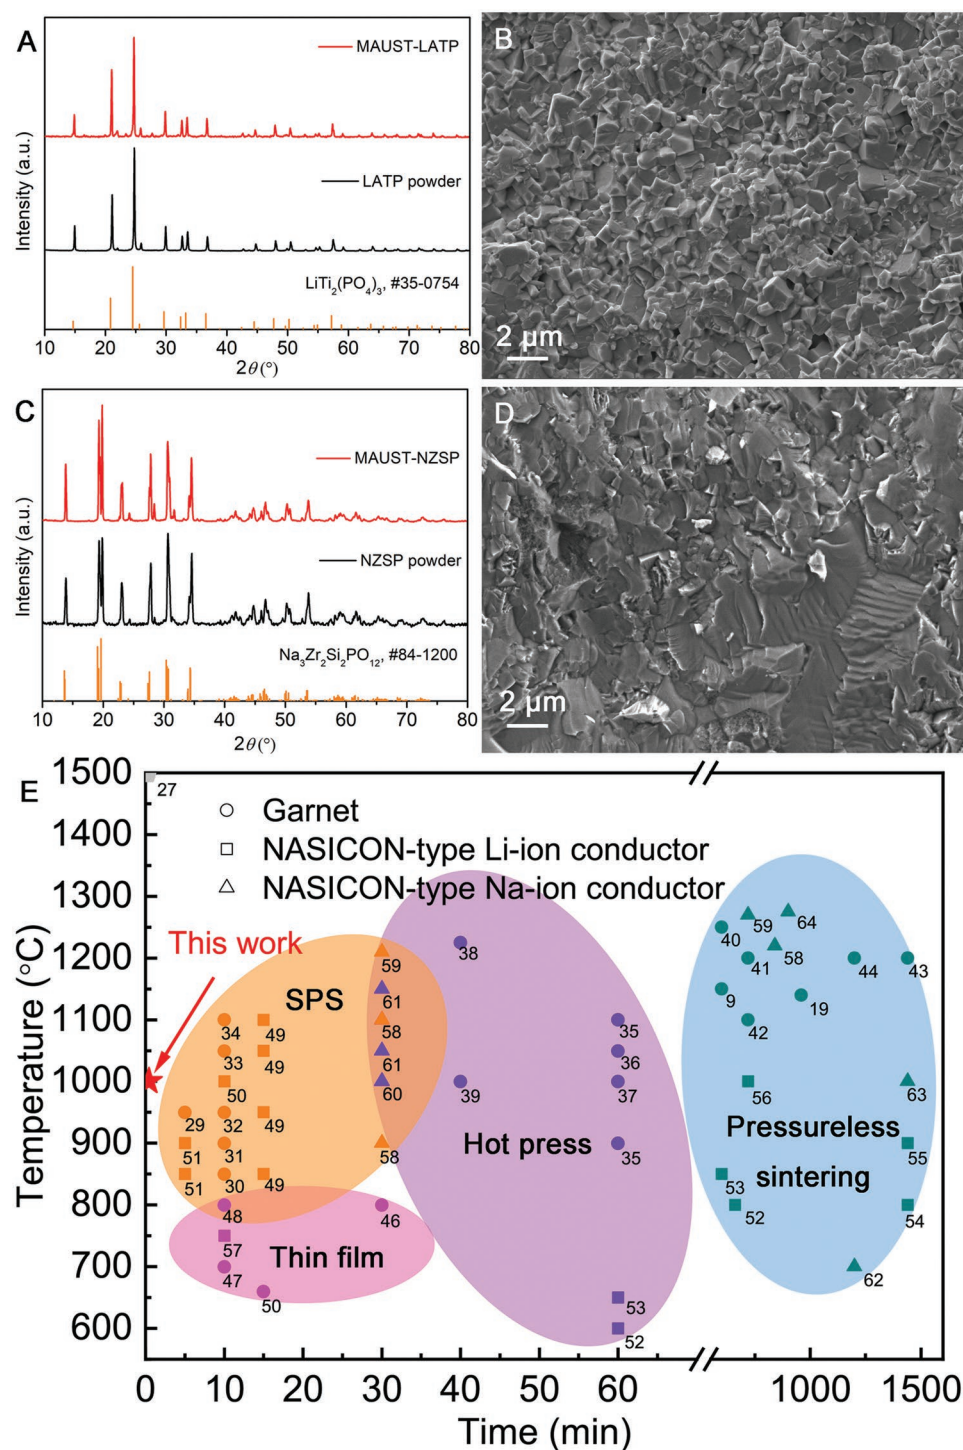 A
MAUST-LATP
LATP powder
LiTi₂(PO₄)₃, #35-0754
Intensity (a.u.)
10 20 30 40 50 60 70 80
2θ (°)
B
2 µm
C
MAUST-NZSP
NZSP powder
Na₃Zr₂Si₂PO₁₂, #84-1200
Intensity (a.u.)
10 20 30 40 50 60 70 80
2θ (°)
D
2 µm
E
27
Garnet
NASICON-type Li-ion conductor
NASICON-type Na-ion conductor
This work
SPS
Hot press
Thin film
Pressureless
sintering
1500
1400
1300
1200
1100
1000
900
800
700
600
Temperature (°C)
59
61
34 49 58
33 49 61
50 60
29 32 49
51 31 58
51 30 49
48 46
57
47
50
38
39
35
36
37
35
53
52
40 59 64
41 58 44 43
9 19
42
56 63
55
53
52 54
62
0 10 20 30 40 50 60 1000 1500
Time (min)